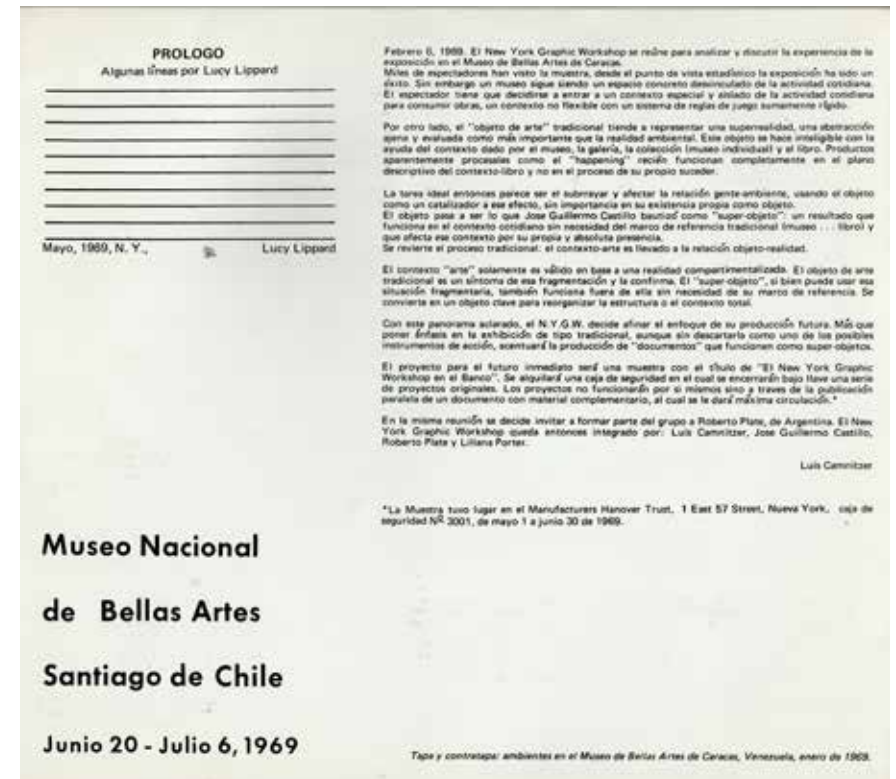 PROLOGO
Algunas líneas por Lucy Lippard
Mayo, 1969, N. Y., Lucy Lippard
Museo Nacional
de Bellas Artes
Santiago de Chile
Junio 20 - Julio 6, 1969
Febrero 6, 1969. El New York Graphic Workshop se reúne para analizar y discutir la experiencia de la
exposición en el Museo de Bellas Artes de Caracas.
Miles de espectadores han visto la muestra, desde el punto de vista estadístico la exposición ha sido un
éxito. Sin embargo un museo sigue siendo un espacio concreto desvinculado de la actividad cotidiana.
El espectador tiene que decidirse a entrar a un contexto especial y aislado de la actividad cotidiana
para consumir obras, un contexto no flexible con un sistema de reglas de juego sumamente rígido.
Por otro lado, el "objeto de arte" tradicional tiende a representar una superrealidad, una abstracción
ajena y evaluada como más importante que la realidad ambiental. Este objeto se hace inteligible con la
ayuda del contexto dado por el museo, la galería, la colección (museo individual) y el libro. Productos
aparentemente procesales como el "happening" recién funcionan completamente en el plano
descriptivo del contexto-libro y no en el proceso de su propio suceder.
La tarea ideal entonces parece ser el subrrayar y afectar la relación gente-ambiente, usando el objeto
como un catalizador a ese efecto, sin importancia en su existencia propia como objeto.
El objeto pasa a ser lo que Jose Guillermo Castillo bautizó como "super-objeto": un resultado que
funciona en el contexto cotidiano sin necesidad del marco de referencia tradicional (museo . . . libro) y
que afecta ese contexto por su propia y absoluta presencia.
Se revierte el proceso tradicional: el contexto-arte es llevado a la relación objeto-realidad.
El contexto "arte" solamente es válido en base a una realidad compartimentalizada. El objeto de arte
tradicional es un síntoma de esa fragmentación y la confirma. El "super-objeto", si bien puede usar esa
situación fragmentaria, también funciona fuera de ella sin necesidad de su marco de referencia. Se
convierte en un objeto clave para reorganizar la estructura o el contexto total.
Con este panorama aclarado, el N.Y.G.W. decide afinar el enfoque de su producción futura. Más que
poner énfasis en la exhibición de tipo tradicional, aunque sin descartarla como uno de los posibles
instrumentos de acción, acentuará la producción de "documentos" que funcionen como super-objetos.
El proyecto para el futuro inmediato será una muestra con el título de "El New York Graphic
Workshop en el Banco". Se alquilará una caja de seguridad en el cual se encerrarán bajo llave una serie
de proyectos originales. Los proyectos no funcionarán por si mismos sino a traves de la publicación
paralela de un documento con material complementario, al cual se le dará máxima circulación.*
En la misma reunión se decide invitar a formar parte del grupo a Roberto Plate, de Argentina. El New
York Graphic Workshop queda entonces integrado por: Luis Camnitzer, Jose Guillermo Castillo,
Roberto Plate y Liliana Porter.
Luis Camnitzer
*La Muestra tuvo lugar en el Manufacturers Hanover Trust, 1 East 57 Street, Nueva York, caja de
seguridad Nº 3001, de mayo 1 a junio 30 de 1969.
Tapa y contratapa: ambientes en el Museo de Bellas Artes de Caracas, Venezuela, enero de 1969.